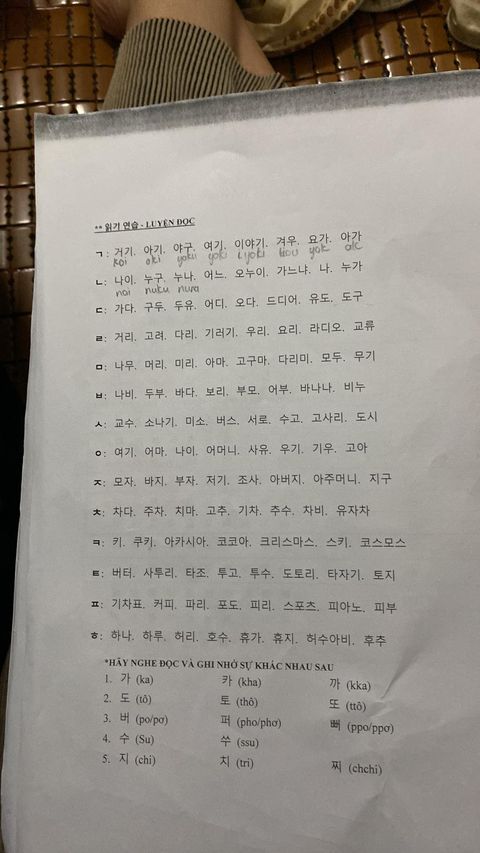 ** 읽기 연습 - LUYỆN ĐỌC
ㄱ: 거기. 아기. 야구. 여기. 이야기. 겨우. 요가. 아가
ㄴ: 나이. 누구. 누나. 어느. 오누이. 가느냐. 나. 누가
nai nuku nura
ㄷ: 가다. 구두. 두유. 어디. 오다. 드디어. 유도. 도구
ㄹ: 거리. 고려. 다리. 기러기. 우리. 요리. 라디오. 교류
ㅁ: 나무. 머리. 미리. 아마. 고구마. 다리미. 모두. 무기
ㅂ: 나비. 두부. 바다. 보리. 부모. 어부. 바나나. 비누
ㅅ: 교수. 소나기. 미소. 버스. 서로. 수고. 고사리. 도시
ㅇ: 여기. 어마. 나이. 어머니. 사유. 우기. 기우. 고아
ㅈ: 모자. 바지. 부자. 저기. 조사. 아버지. 아주머니. 지구
ㅊ: 차다. 주차. 치마. 고추. 기차. 추수. 차비. 유자차
ㅋ: 키. 쿠키. 아카시아. 코코아. 크리스마스. 스키. 코스모스
ㅌ: 버터. 사투리. 타조. 투고. 투수. 도토리. 타자기. 토지
ㅍ: 기차표. 커피. 파리. 포도. 피리. 스포츠. 피아노. 피부
ㅎ: 하나. 하루. 허리. 호수. 휴가. 휴지. 허수아비. 후추
*HÃY NGHE ĐỌC VÀ GHI NHỚ SỰ KHÁC NHAU SAU
1. 가 (ka) 카 (kha) 까 (kka)
2. 도 (tô) 토 (thô) 또 (ttô)
3. 버 (po/pơ) 퍼 (pho/phơ) 뻐 (ppo/ppơ)
4. 수 (Su) 쑤 (ssu)
5. 지 (chi) 치 (tri) 찌 (chchi)